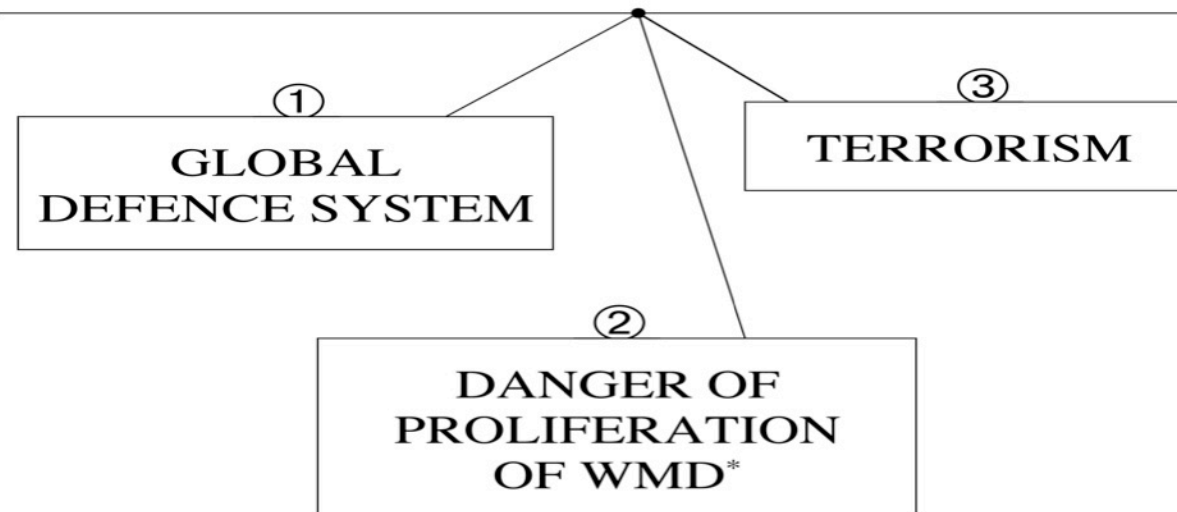 ①
GLOBAL
DEFENCE SYSTEM
②
DANGER OF
PROLIFERATION
OF WMD*
③
TERRORISM